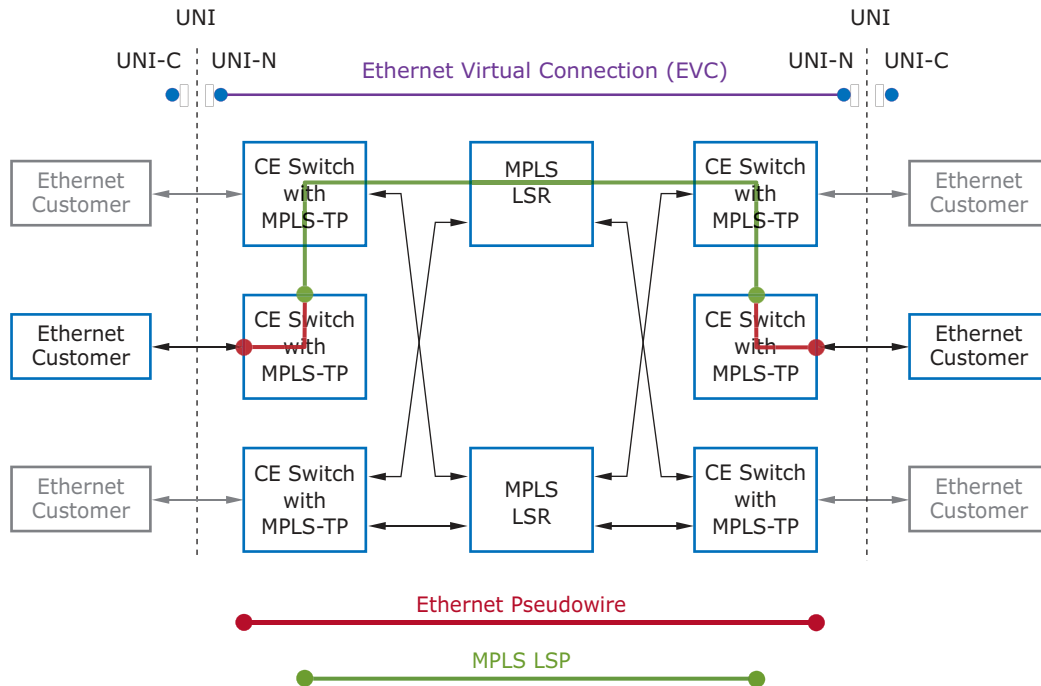 UNI
UNI
UNI-C
UNI-N
Ethernet Virtual Connection (EVC)
UNI-N
UNI-C
Ethernet
Customer
CE Switch
with
MPLS-TP
MPLS
LSR
CE Switch
with
MPLS-TP
Ethernet
Customer
Ethernet
Customer
CE Switch
with
MPLS-TP
CE Switch
with
MPLS-TP
Ethernet
Customer
Ethernet
Customer
CE Switch
with
MPLS-TP
MPLS
LSR
CE Switch
with
MPLS-TP
Ethernet
Customer
Ethernet Pseudowire
MPLS LSP